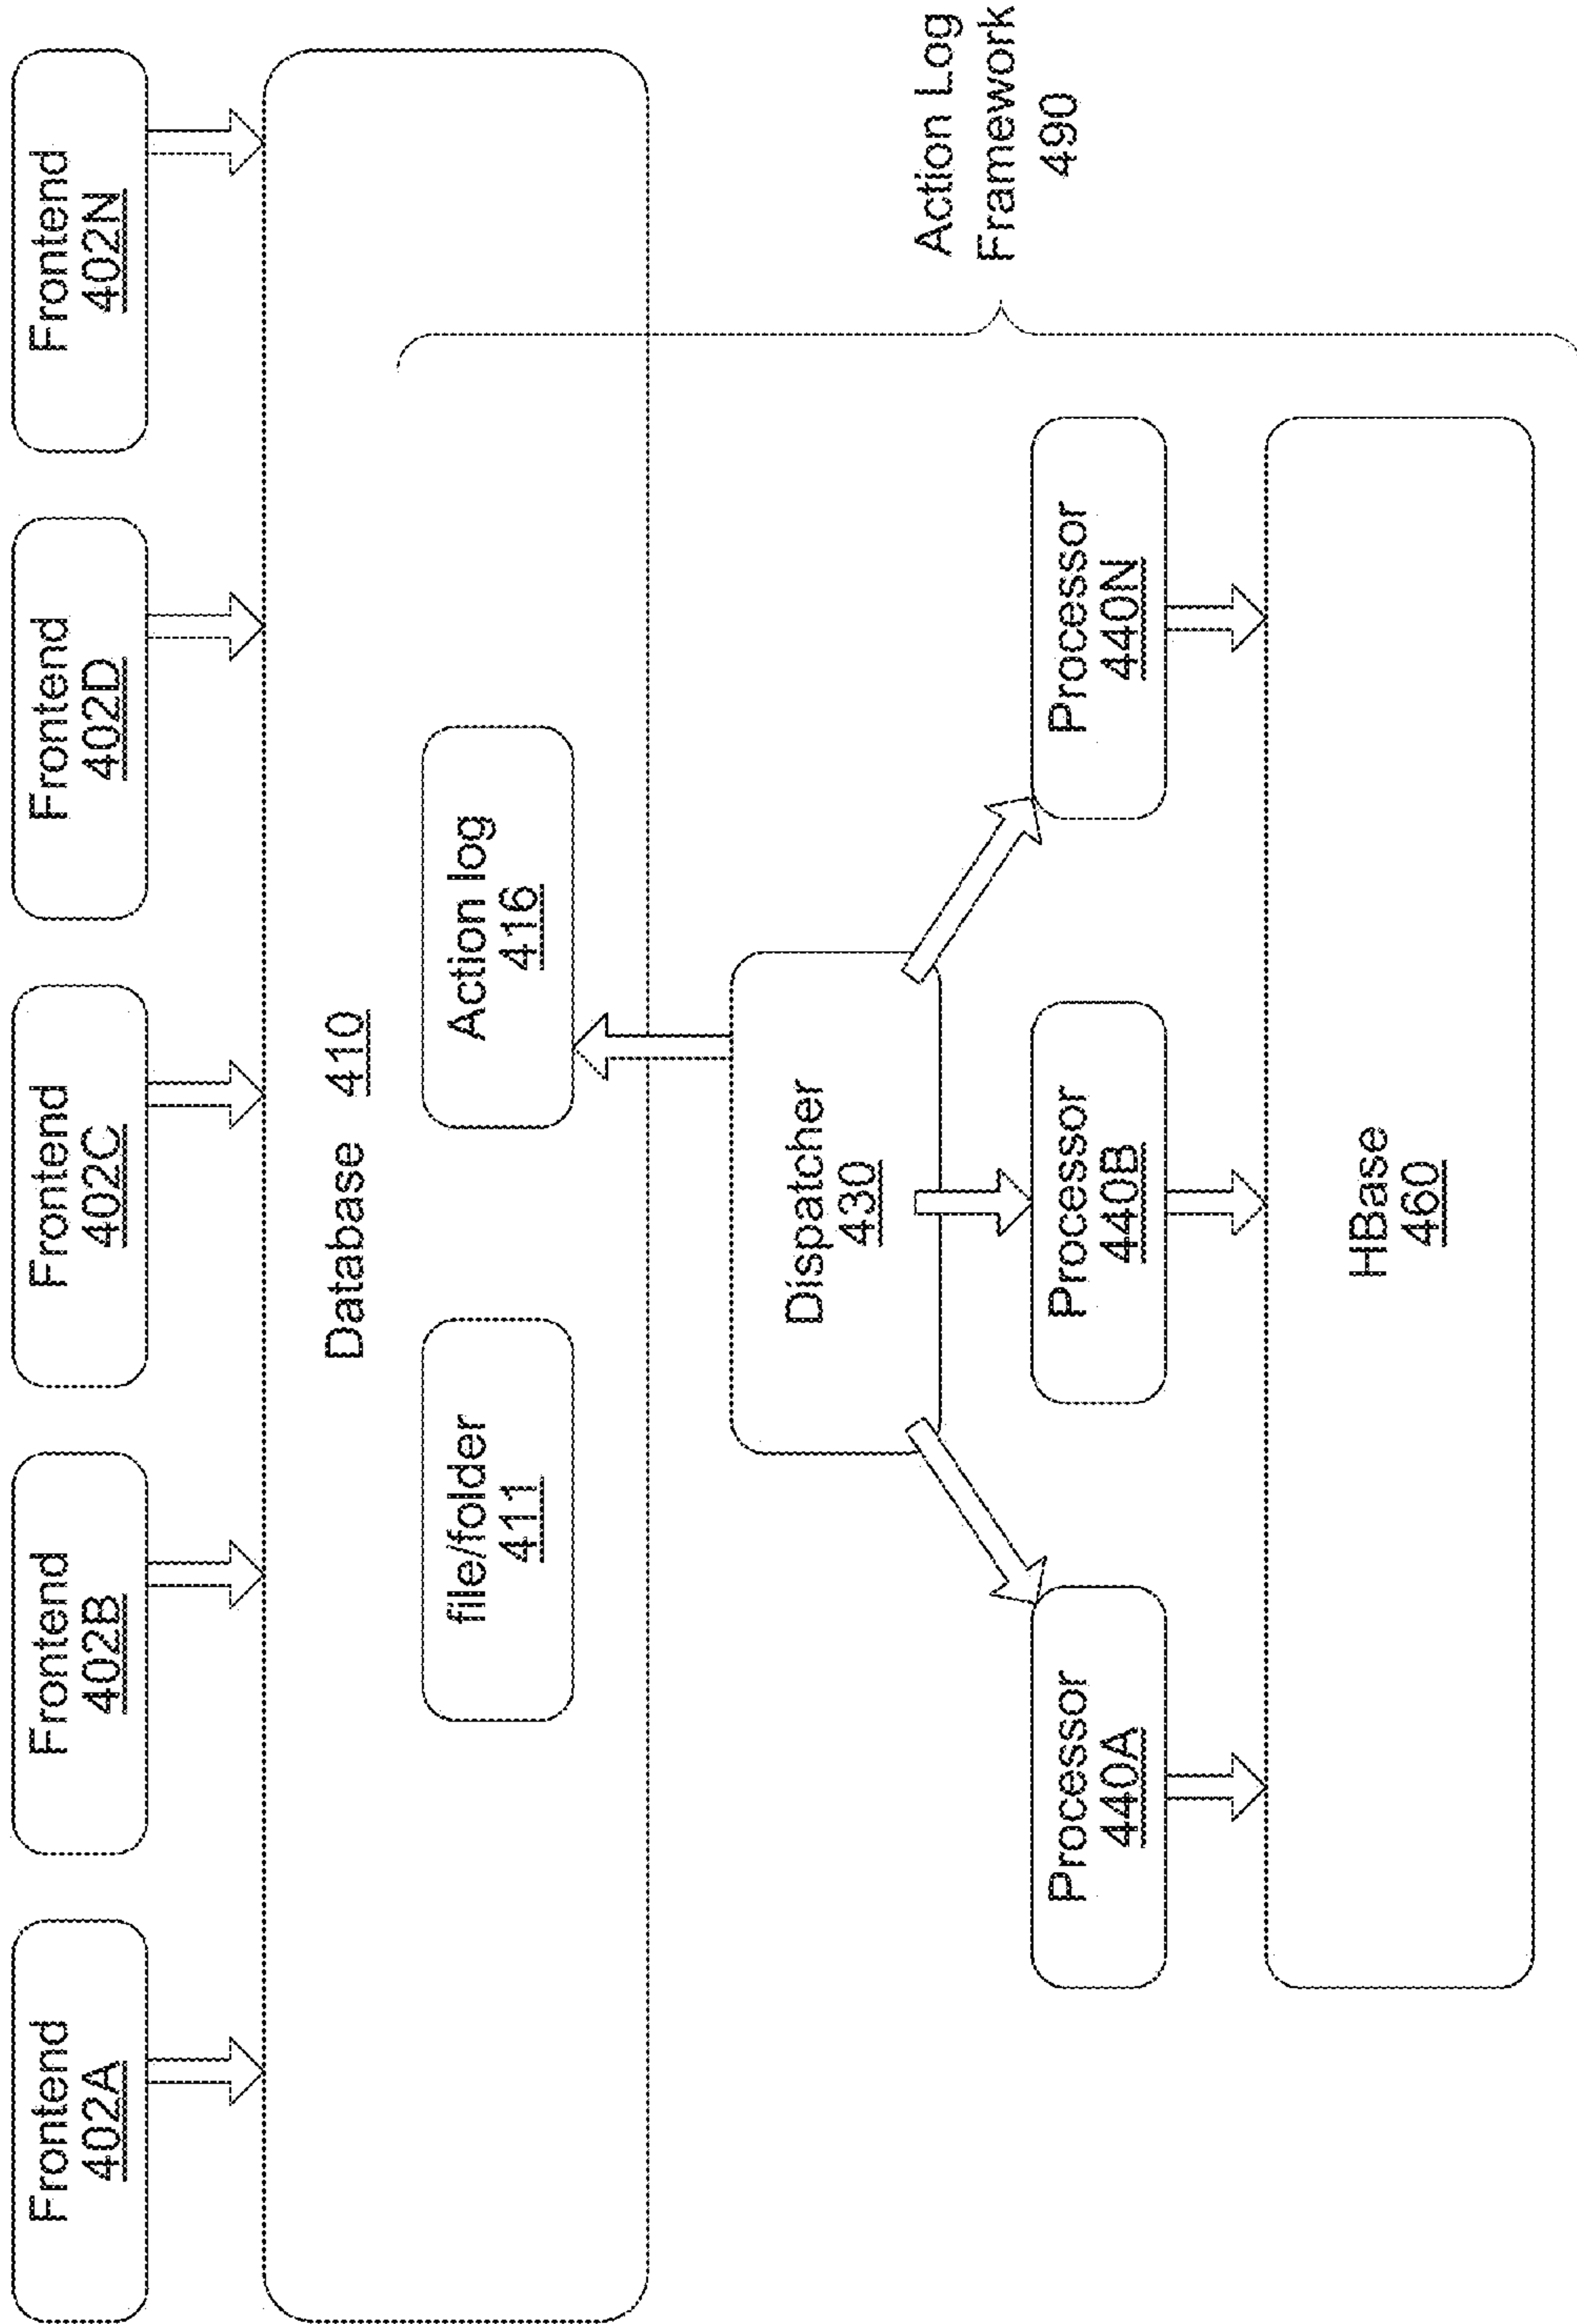 Frontend
402A
Frontend
402B
Frontend
402C
Frontend
402D
Frontend
402N
Database 410
file/folder
411
Action log
416
Dispatcher
430
Action Log
Framework
490
Processor
440A
Processor
440B
Processor
440N
HBase
460